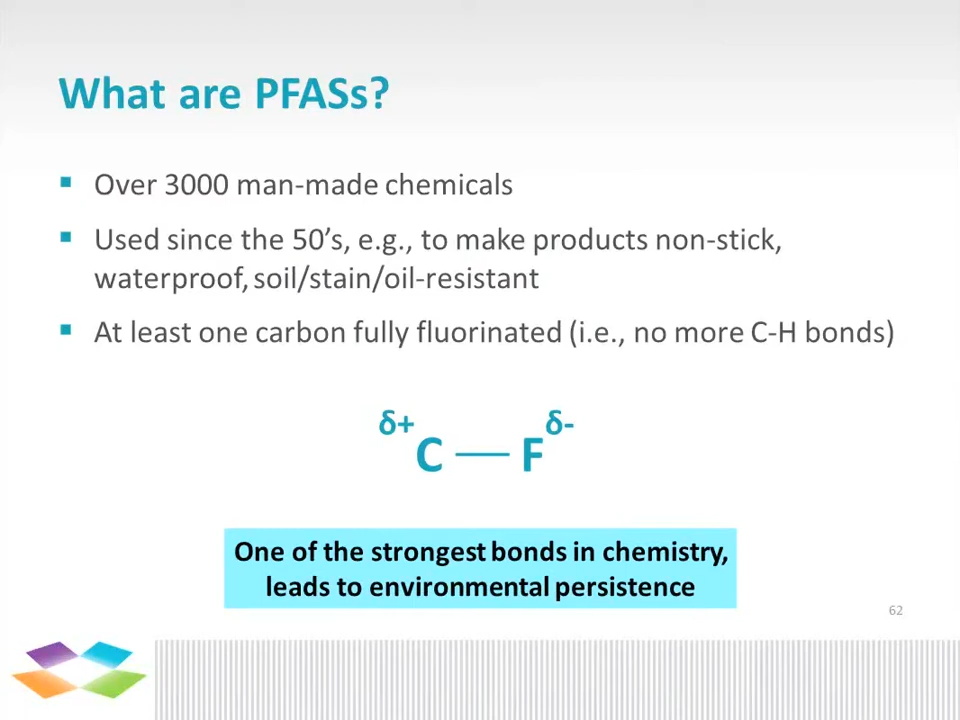 What are PFASs?
▪ Over 3000 man-made chemicals
▪ Used since the 50’s, e.g., to make products non-stick,
waterproof, soil/stain/oil-resistant
▪ At least one carbon fully fluorinated (i.e., no more C-H bonds)
δ+ δ-
C — F
One of the strongest bonds in chemistry,
leads to environmental persistence
62